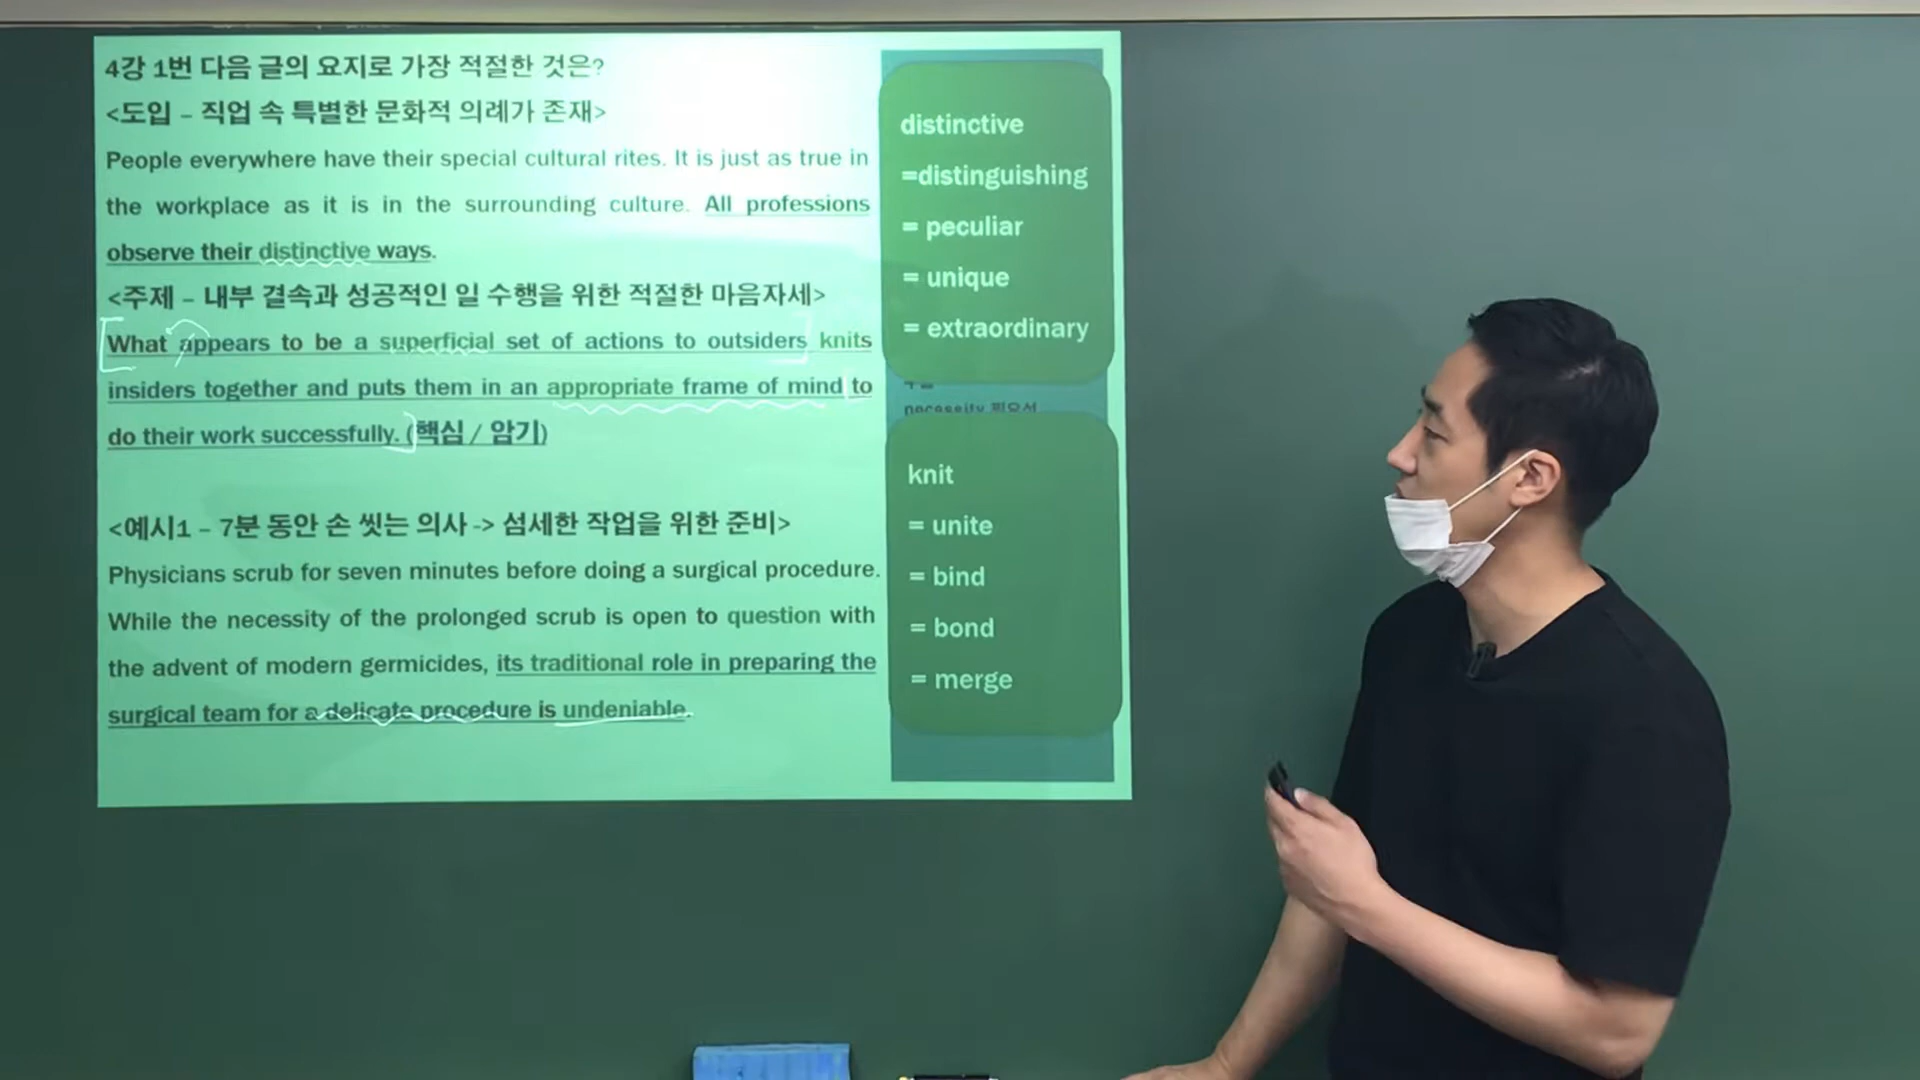 4강 1번 다음 글의 요지로 가장 적절한 것은?
<도입 – 직업 속 특별한 문화적 의례가 존재>
People everywhere have their special cultural rites. It is just as true in
the workplace as it is in the surrounding culture. All professions
observe their distinctive ways.
<주제 – 내부 결속과 성공적인 일 수행을 위한 적절한 마음자세>
What appears to be a superficial set of actions to outsiders knits
insiders together and puts them in an appropriate frame of mind to
do their work successfully. (핵심 / 암기)
<예시1 – 7분 동안 손 씻는 의사 -> 섬세한 작업을 위한 준비>
Physicians scrub for seven minutes before doing a surgical procedure.
While the necessity of the prolonged scrub is open to question with
the advent of modern germicides, its traditional role in preparing the
surgical team for a delicate procedure is undeniable.
distinctive
=distinguishing
= peculiar
= unique
= extraordinary
necessity 필요성
knit
= unite
= bind
= bond
= merge